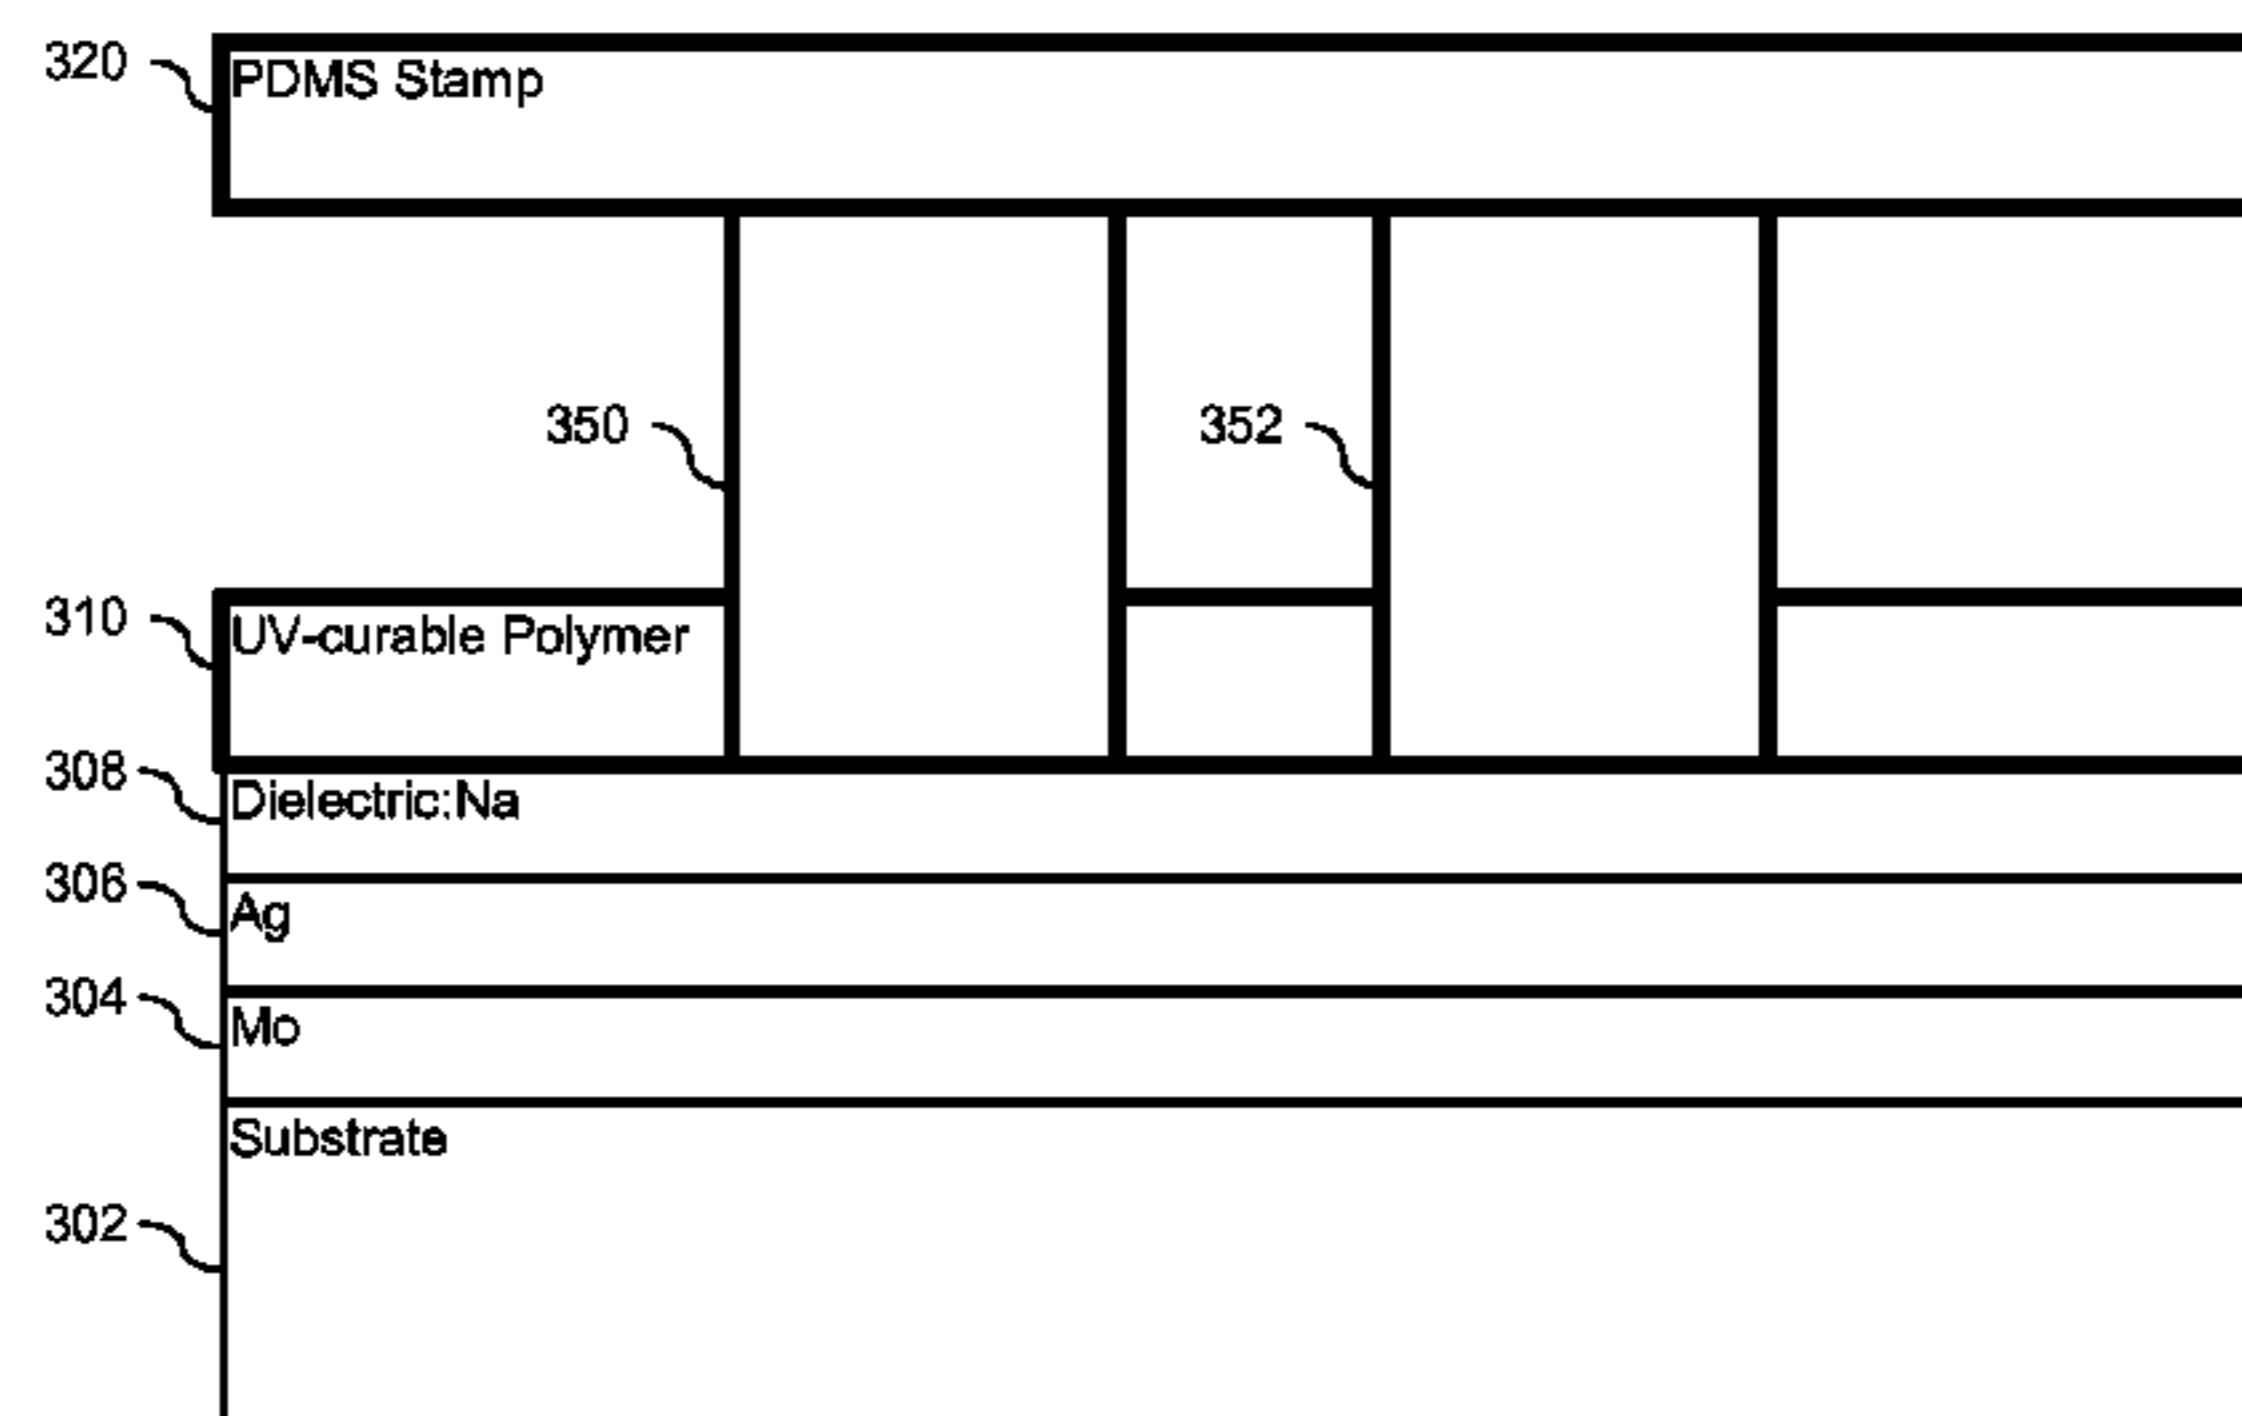 320 PDMS Stamp
350 352
310 UV-curable Polymer
308 Dielectric:Na
306 Ag
304 Mo
Substrate
302